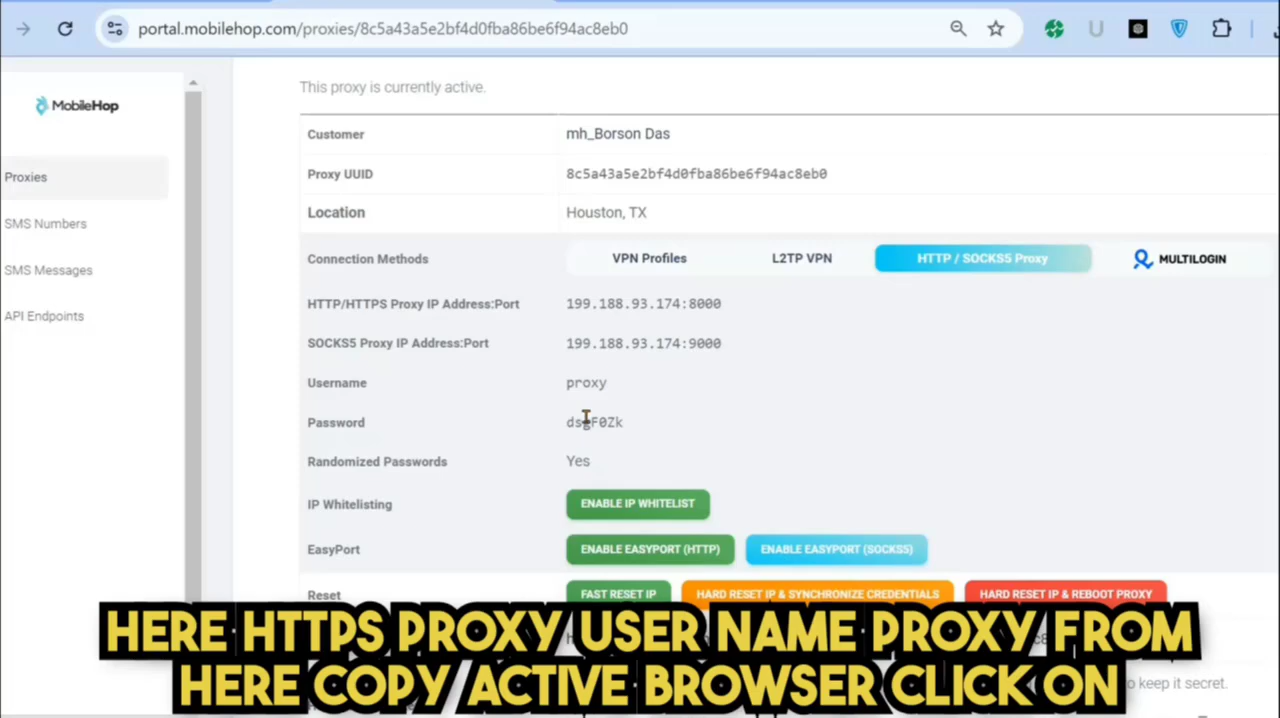 portal.mobilehop.com/proxies/8c5a43a5e2bf4d0fba86be6f94ac8eb0
MobileHop
Proxies
SMS Numbers
SMS Messages
API Endpoints
This proxy is currently active.
Customer mh_Borson Das
Proxy UUID 8c5a43a5e2bf4d0fba86be6f94ac8eb0
Location Houston, TX
Connection Methods VPN Profiles L2TP VPN HTTP / SOCKS5 Proxy MULTILOGIN
HTTP/HTTPS Proxy IP Address:Port 199.188.93.174:8000
SOCKS5 Proxy IP Address:Port 199.188.93.174:9000
Username proxy
Password dsgF0Zk
Randomized Passwords Yes
IP Whitelisting ENABLE IP WHITELIST
EasyPort ENABLE EASYPORT (HTTP) ENABLE EASYPORT (SOCKS5)
Reset FAST RESET IP HARD RESET IP & SYNCHRONIZE CREDENTIALS HARD RESET IP & REBOOT PROXY
HERE HTTPS PROXY USER NAME PROXY FROM
HERE COPY ACTIVE BROWSER CLICK ON
to keep it secret.